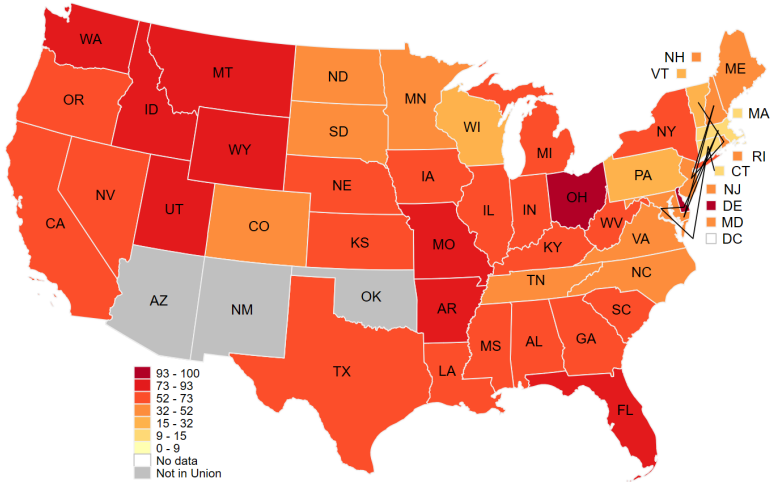 WA
MT
ND
MN
ME
NH
VT
OR
ID
WY
SD
WI
MI
NY
MA
RI
CT
PA
NJ
DE
MD
DC
NV
UT
CO
NE
IA
IL
IN
OH
WV
VA
CA
KS
MO
KY
TN
NC
AZ
NM
OK
AR
SC
TX
LA
MS
AL
GA
FL
93 - 100
73 - 93
52 - 73
32 - 52
15 - 32
9 - 15
0 - 9
No data
Not in Union